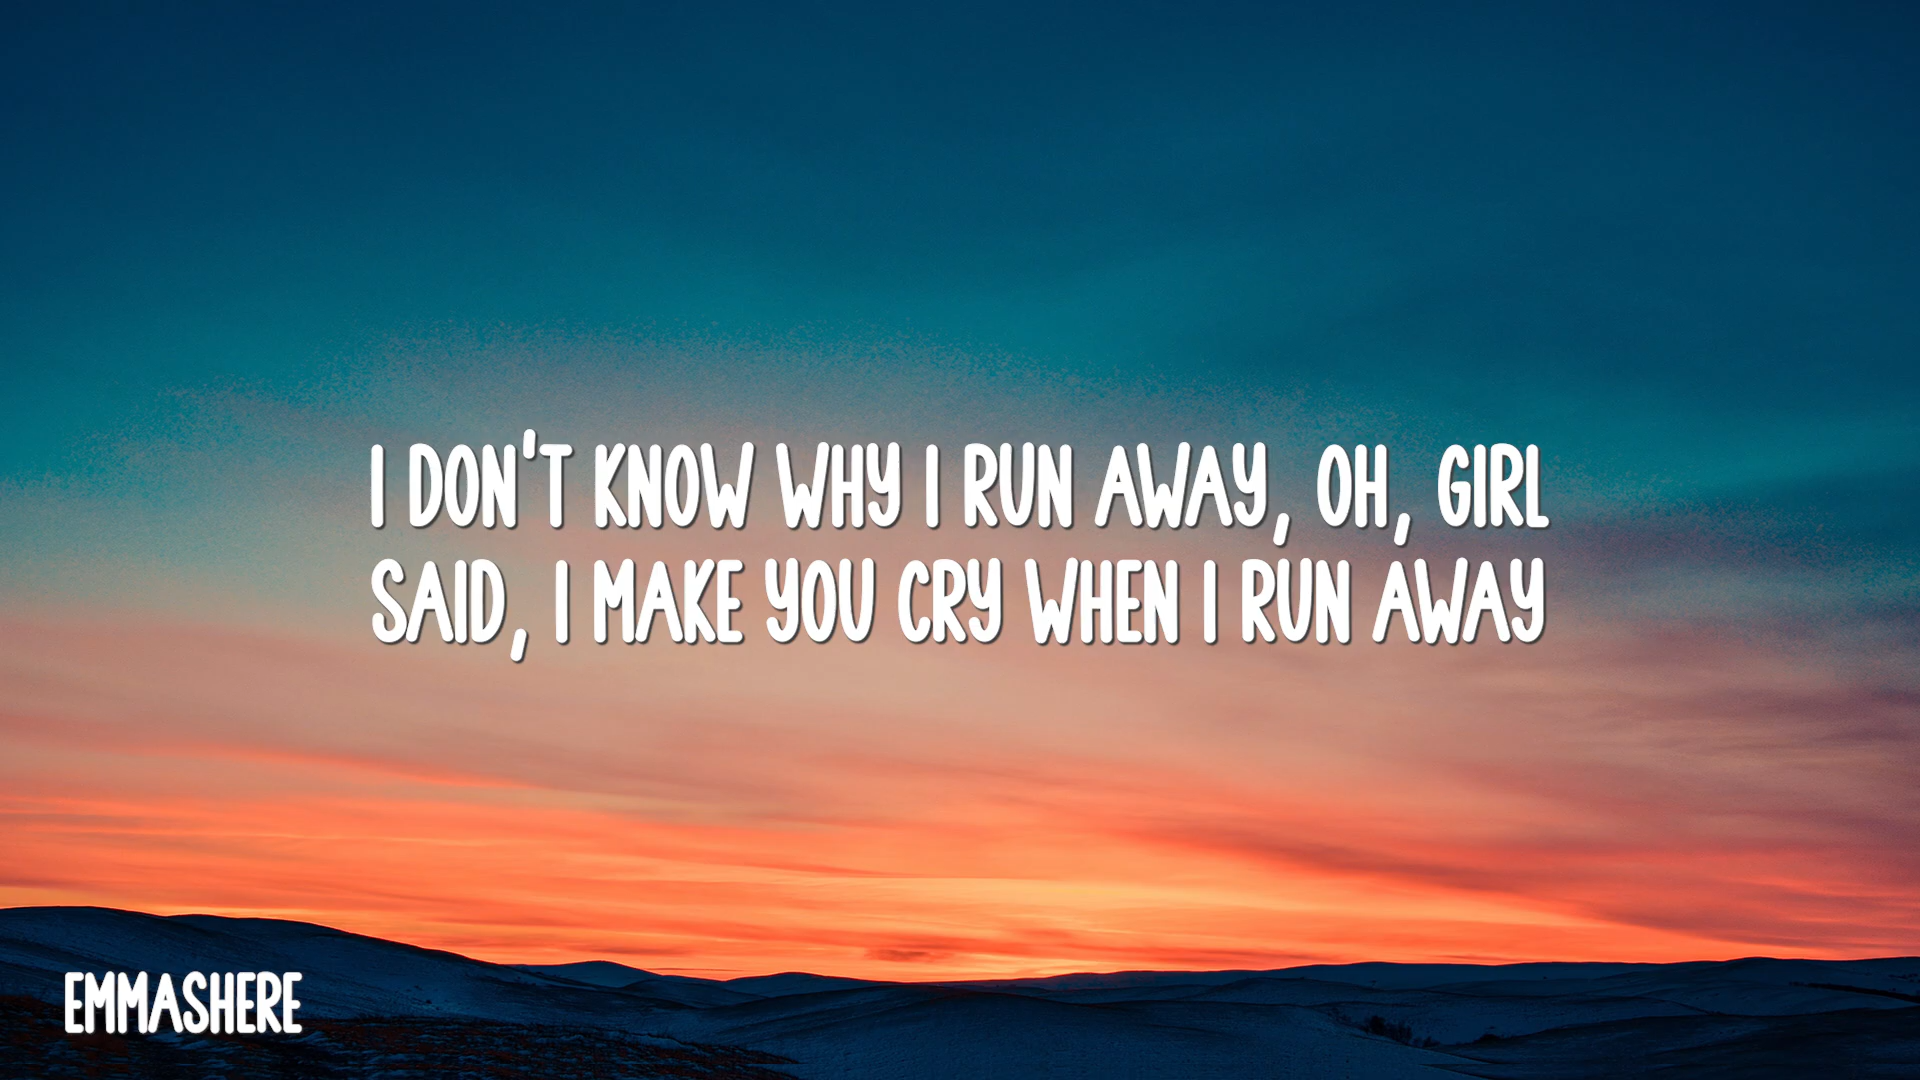 I DON'T KNOW WHY I RUN AWAY, OH, GIRL
SAID, I MAKE YOU CRY WHEN I RUN AWAY
EMMASHERE